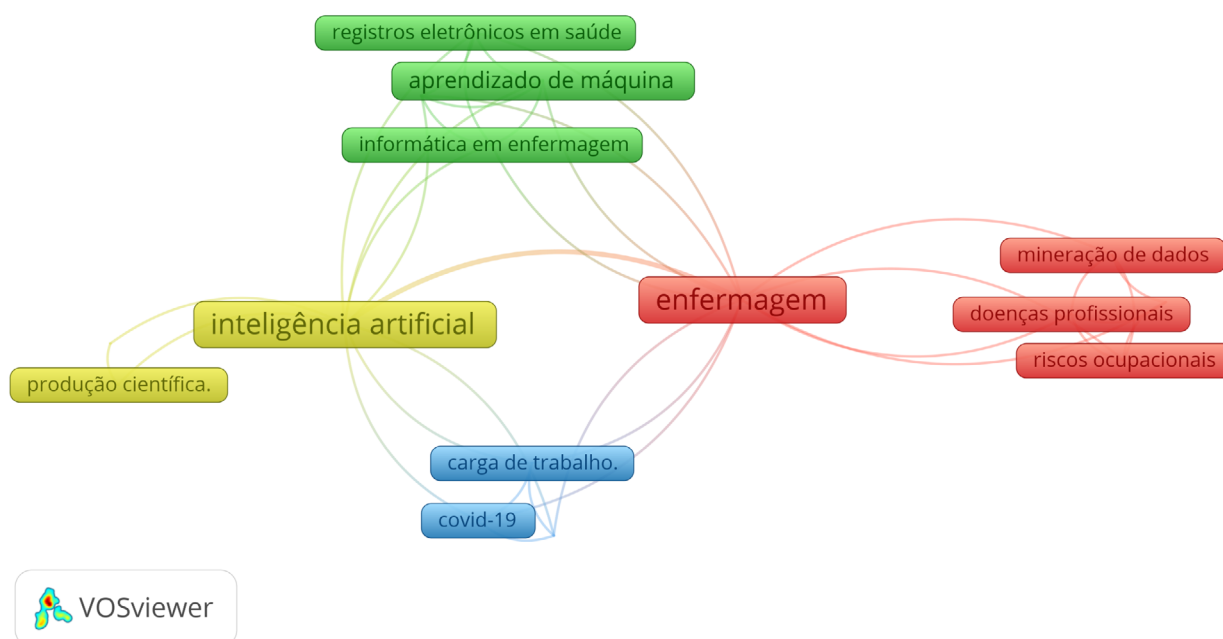 registros eletrônicos em saúde
aprendizado de máquina
informática em enfermagem
mineração de dados
enfermagem
doenças profissionais
inteligência artificial
riscos ocupacionais
produção científica.
carga de trabalho.
covid-19
VOSviewer